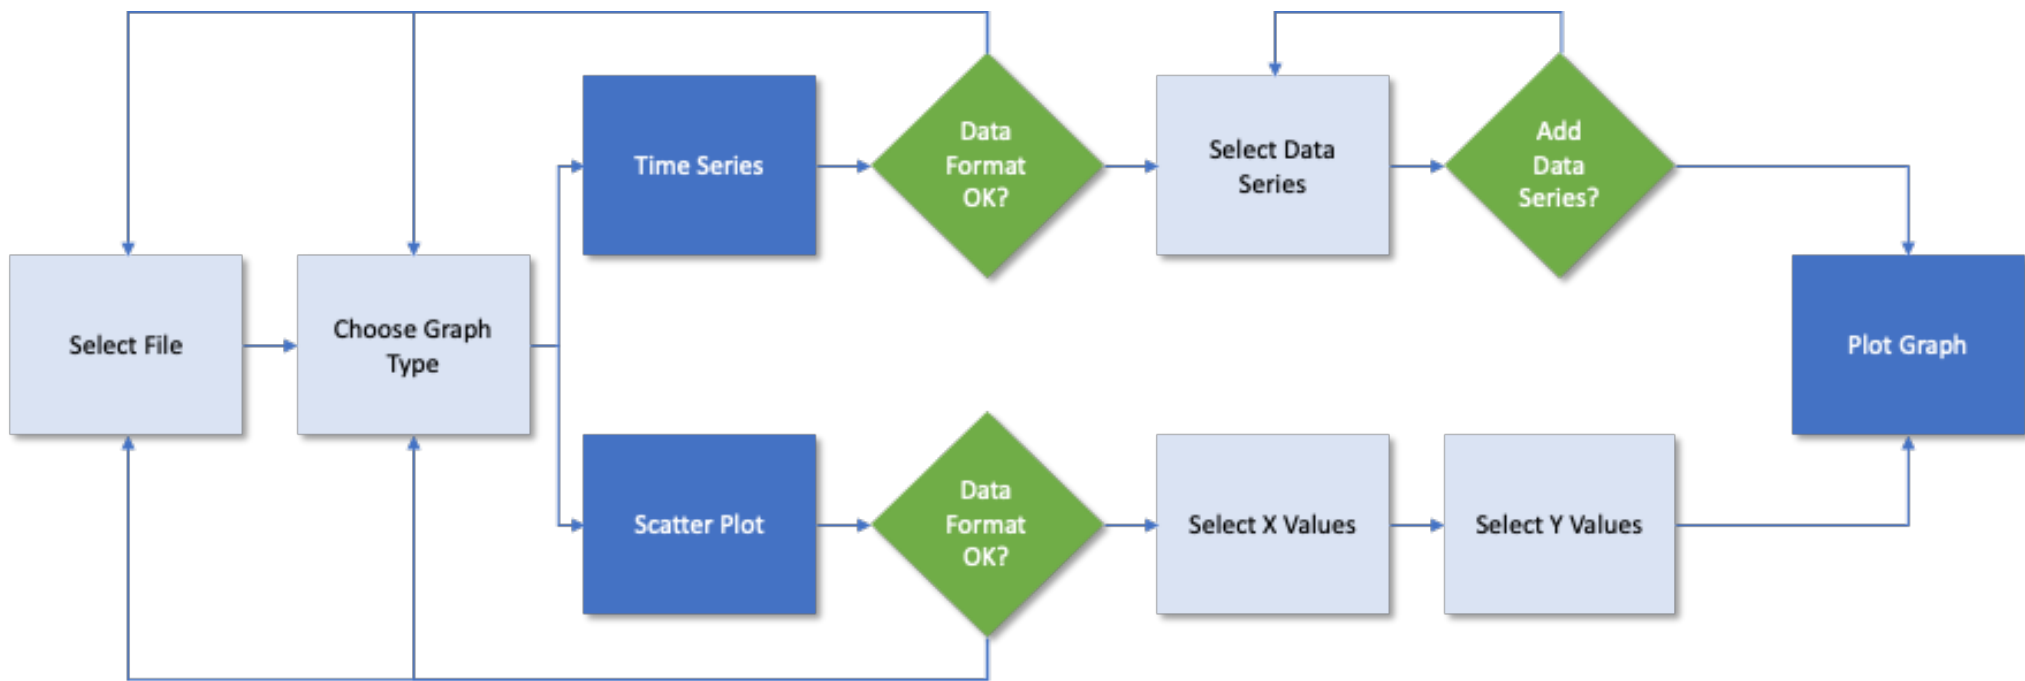 Select File
Choose Graph
Type
Time Series
Data
Format
OK?
Select Data
Series
Add
Data
Series?
Scatter Plot
Data
Format
OK?
Select X Values
Select Y Values
Plot Graph